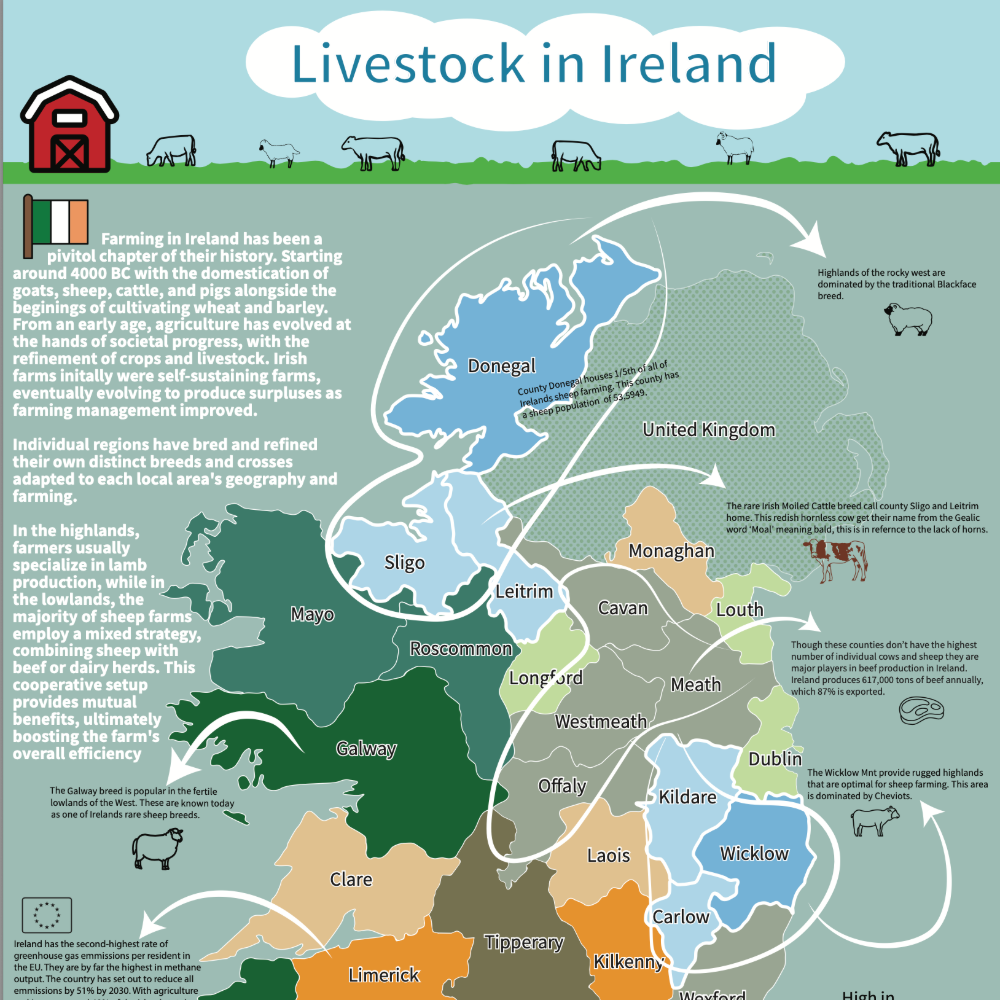 Livestock in Ireland
Farming in Ireland has been a
pivitol chapter of their history. Starting
around 4000 BC with the domestication of
goats, sheep, cattle, and pigs alongside the
beginings of cultivating wheat and barley.
From an early age, agriculture has evolved at
the hands of societal progress, with the
refinement of crops and livestock. Irish
farms initally were self-sustaining farms,
eventually evolving to produce surpluses as
farming management improved.
Individual regions have bred and refined
their own distinct breeds and crosses
adapted to each local area's geography and
farming.
In the highlands,
farmers usually
specialize in lamb
production, while in
the lowlands, the
majority of sheep farms
employ a mixed strategy,
combining sheep with
beef or dairy herds. This
cooperative setup
provides mutual
benefits, ultimately
boosting the farm's
overall efficiency
Highlands of the rocky west are
dominated by the traditional Blackface
breed.
Donegal
County Donegal houses 1/5th of all of
Irelands sheep farming. This county has
a sheep population of 53,5949.
United Kingdom
The rare Irish Moiled Cattle breed call county Sligo and Leitrim
home. This redish hornless cow get their name from the Gealic
word 'Moal' meaning bald, this is in refernce to the lack of horns.
Monaghan
Sligo
Leitrim
Cavan
Louth
Mayo
Roscommon
Longford
Meath
Though these counties don't have the highest
number of individual cows and sheep they are
major players in beef production in Ireland.
Ireland produces 617,000 tons of beef annually,
which 87% is exported.
Westmeath
Galway
Dublin
Offaly
Kildare
The Wicklow Mnt provide rugged highlands
that are optimal for sheep farming. This area
is dominated by Cheviots.
The Galway breed is popular in the fertile
lowlands of the West. These are known today
as one of Irelands rare sheep breeds.
Laois
Wicklow
Clare
Carlow
Tipperary
Kilkenny
Limerick
Wexford
Ireland has the second-highest rate of
greenhouse gas emmissions per resident in
the EU. They are by far the highest in methane
output. The country has set out to reduce all
emmissions by 51% by 2030. With agriculture
High in